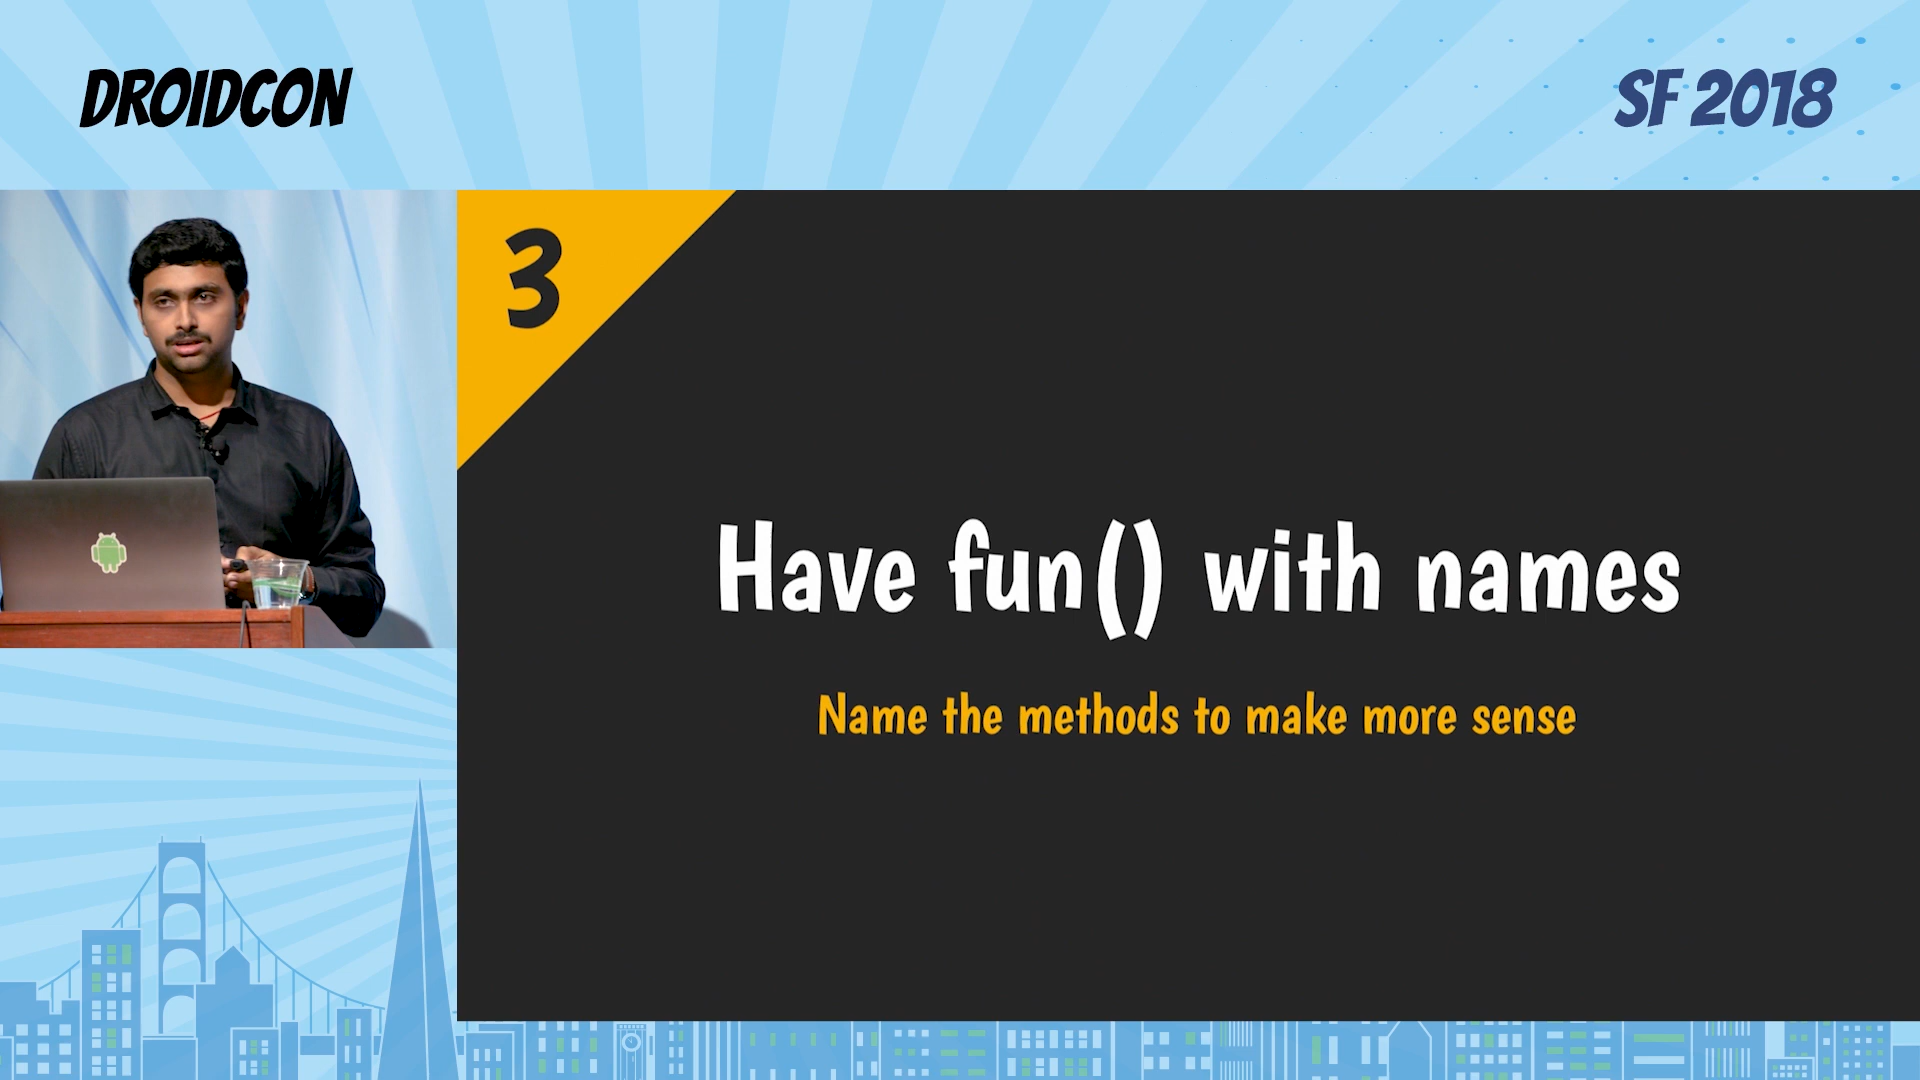 DROIDCON
SF 2018
3
Have fun() with names
Name the methods to make more sense